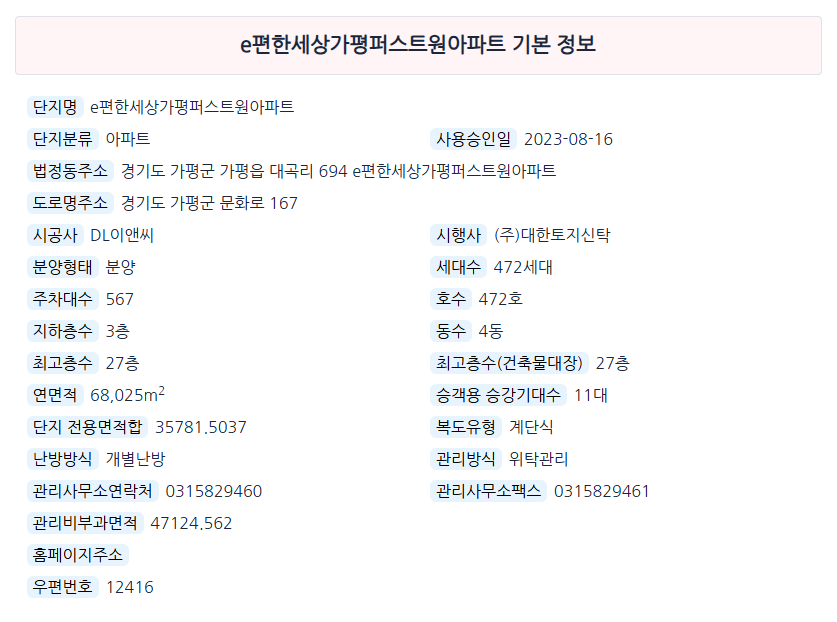 e편한세상가평퍼스트원아파트 기본 정보
단지명 e편한세상가평퍼스트원아파트
단지분류 아파트 사용승인일 2023-08-16
법정동주소 경기도 가평군 가평읍 대곡리 694 e편한세상가평퍼스트원아파트
도로명주소 경기도 가평군 문화로 167
시공사 DL이앤씨 시행사 (주)대한토지신탁
분양형태 분양 세대수 472세대
주차대수 567 호수 472호
지하층수 3층 동수 4동
최고층수 27층 최고층수(건축물대장) 27층
연면적 68,025m² 승객용 승강기대수 11대
단지 전용면적합 35781.5037 복도유형 계단식
난방방식 개별난방 관리방식 위탁관리
관리사무소연락처 0315829460 관리사무소팩스 0315829461
관리비부과면적 47124.562
홈페이지주소
우편번호 12416